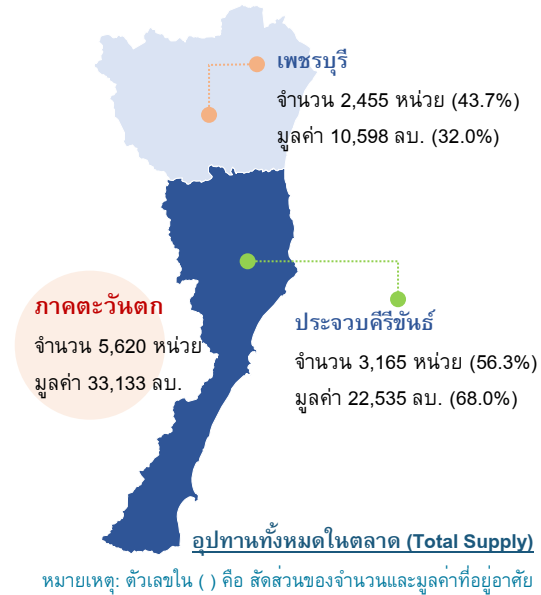 เพชรบุรี
จำนวน 2,455 หน่วย (43.7%)
มูลค่า 10,598 ลบ. (32.0%)
ภาคตะวันตก
จำนวน 5,620 หน่วย
มูลค่า 33,133 ลบ.
ประจวบคีรีขันธ์
จำนวน 3,165 หน่วย (56.3%)
มูลค่า 22,535 ลบ. (68.0%)
อุปทานทั้งหมดในตลาด (Total Supply)
หมายเหตุ: ตัวเลขใน ( ) คือ สัดส่วนของจำนวนและมูลค่าที่อยู่อาศัย